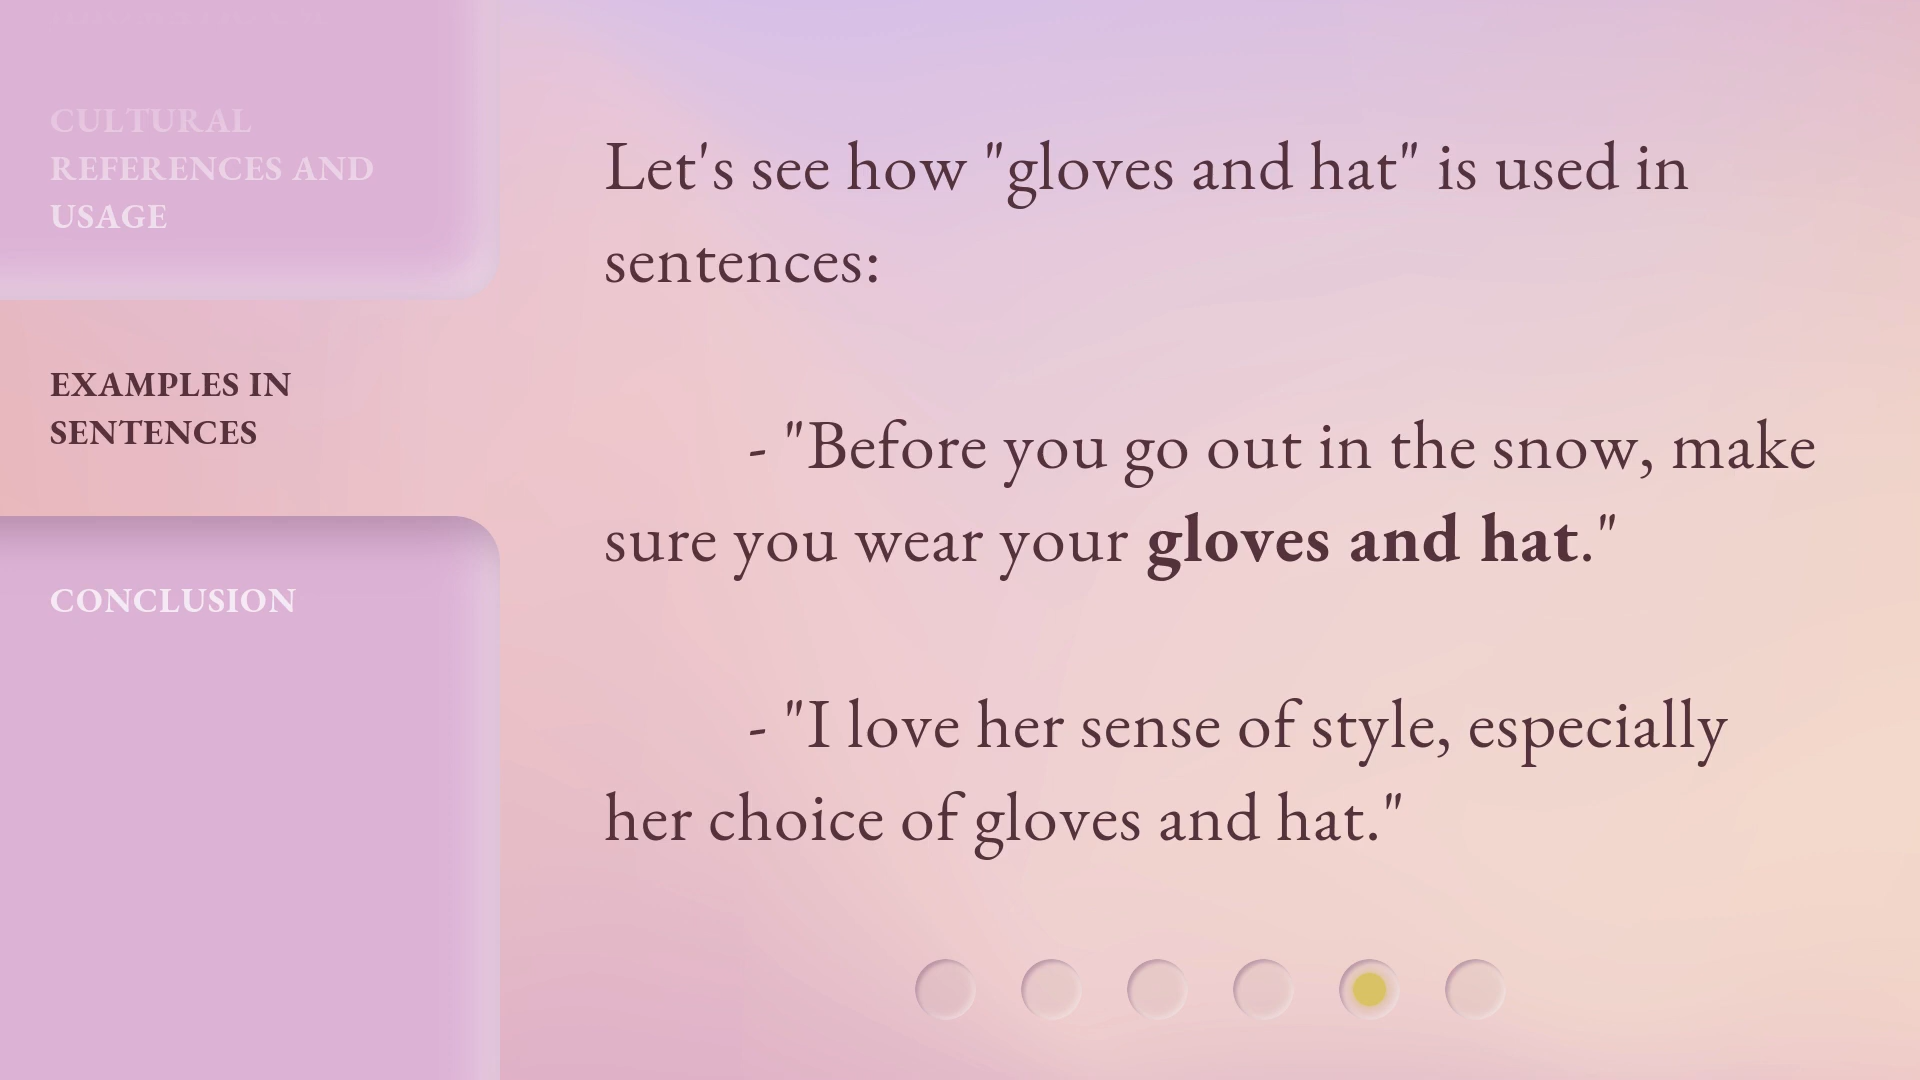 CULTURAL
REFERENCES AND
USAGE
EXAMPLES IN
SENTENCES
CONCLUSION
Let's see how "gloves and hat" is used in
sentences:
- "Before you go out in the snow, make
sure you wear your gloves and hat."
- "I love her sense of style, especially
her choice of gloves and hat."